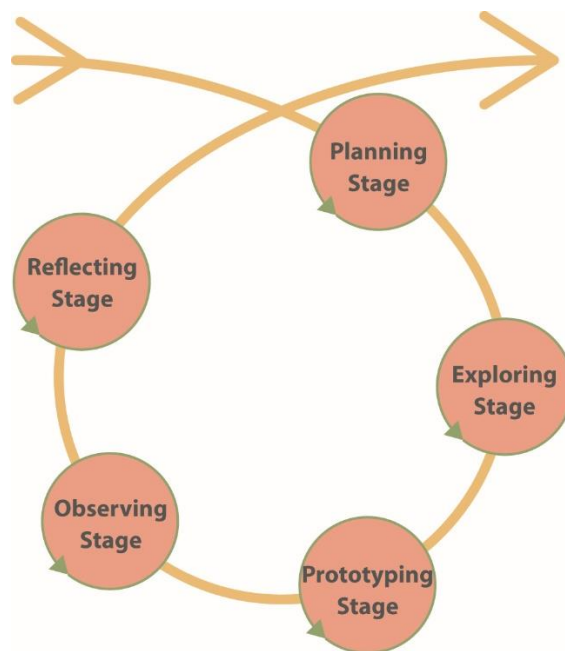 Planning
Stage
Exploring
Stage
Prototyping
Stage
Observing
Stage
Reflecting
Stage